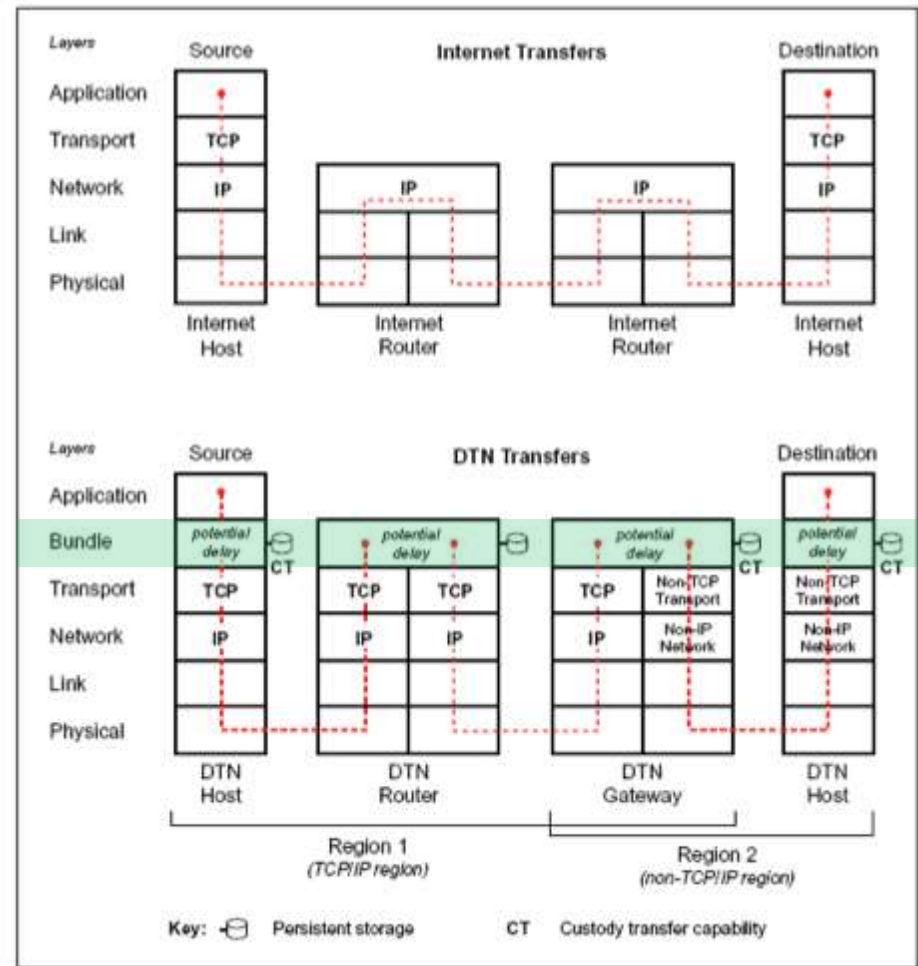 Layers
Source
Internet Transfers
Destination
Application
Transport
TCP
TCP
Network
IP
IP
IP
IP
Link
Physical
Internet Host
Internet Router
Internet Router
Internet Host
Layers
Source
DTN Transfers
Destination
Application
Bundle
potential delay
CT
potential delay
potential delay
CT
potential delay
CT
Transport
TCP
TCP
TCP
TCP
Non-TCP Transport
Non-TCP Transport
Network
IP
IP
IP
IP
Non-IP Network
Non-IP Network
Link
Physical
DTN Host
DTN Router
DTN Gateway
DTN Host
Region 1
(TCP/IP region)
Region 2
(non-TCP/IP region)
Key: Persistent storage CT Custody transfer capability